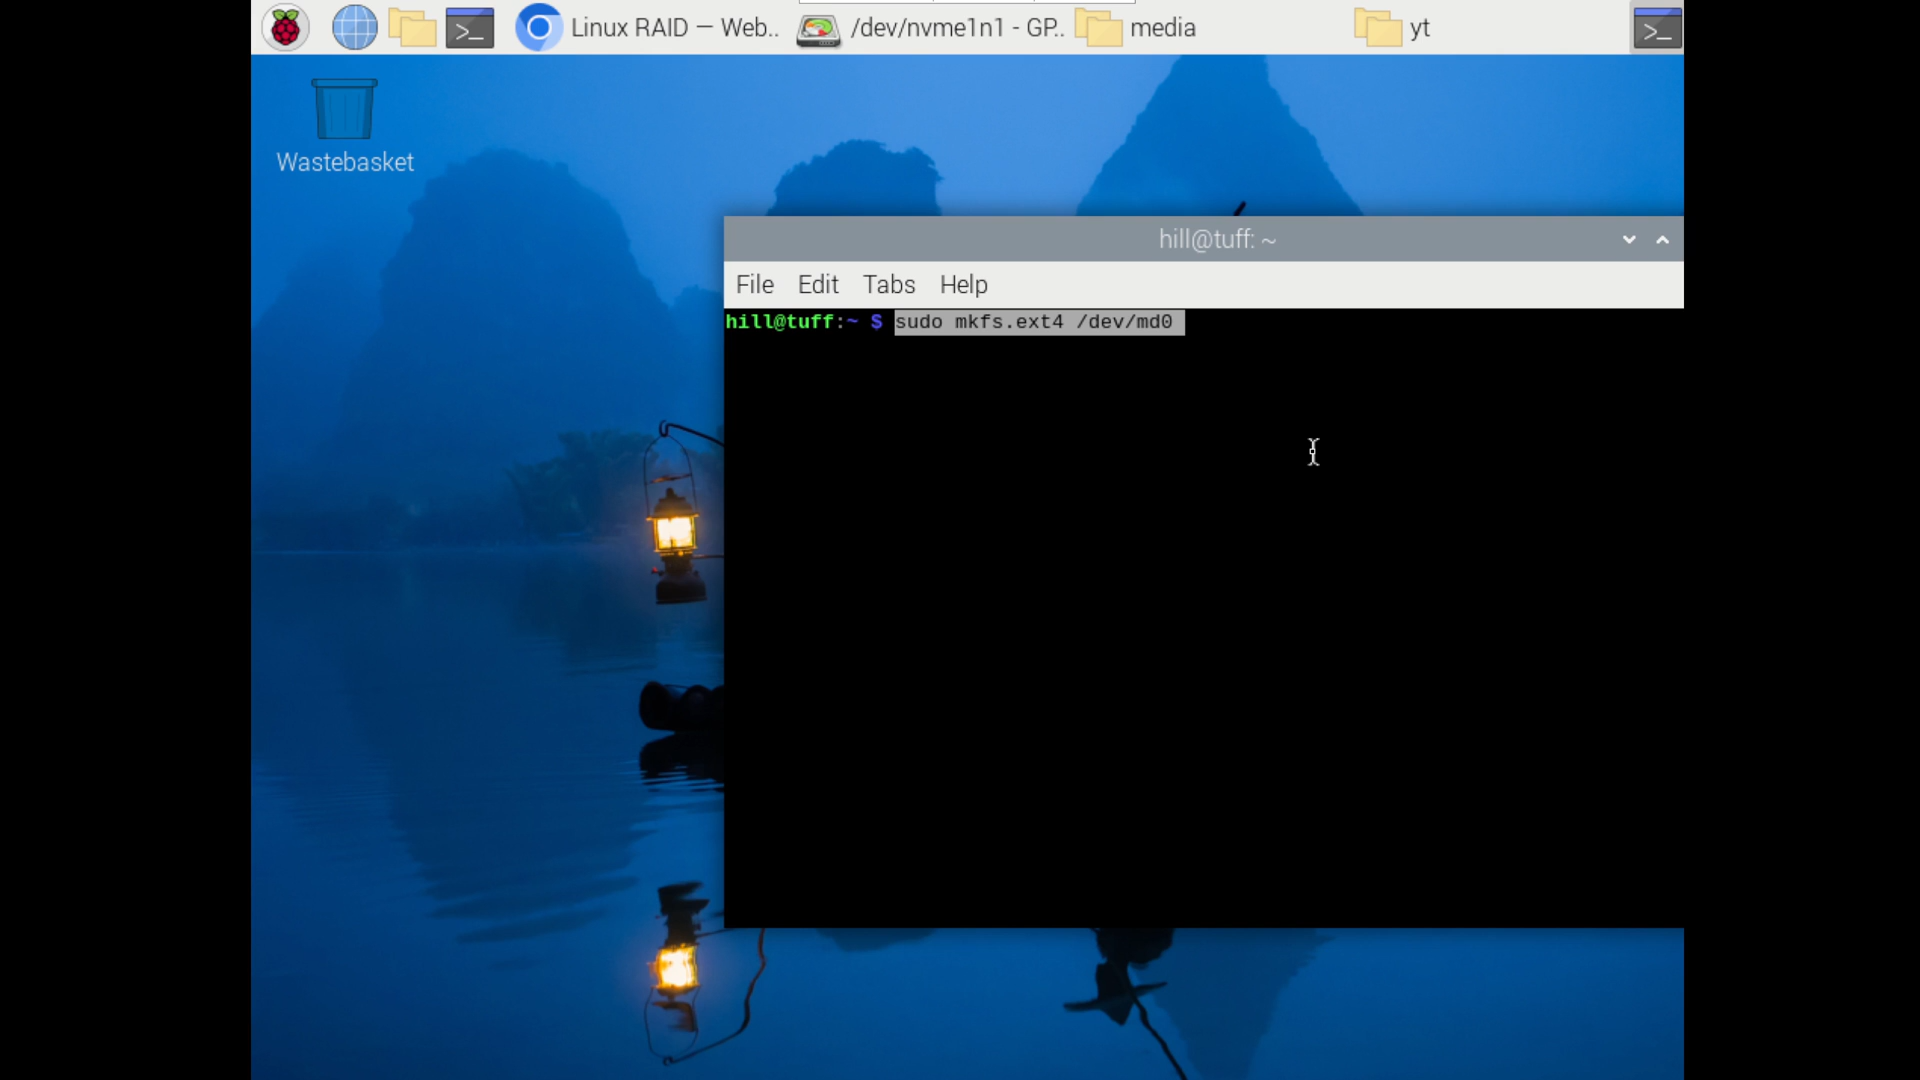 Linux RAID — Web..
/dev/nvme1n1 - GP..
media
yt
Wastebasket
hill@tuff: ~
File Edit Tabs Help
hill@tuff:~ $ sudo mkfs.ext4 /dev/md0